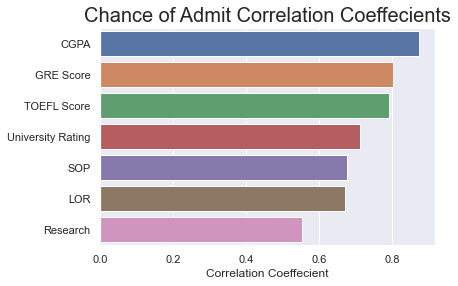 Chance of Admit Correlation Coeffecients
CGPA
GRE Score
TOEFL Score
University Rating
SOP
LOR
Research
0.0 0.2 0.4 0.6 0.8
Correlation Coeffecient